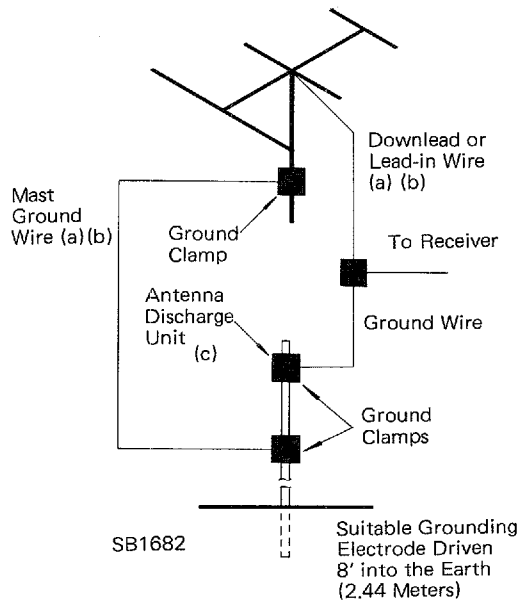 Downlead or
Lead-in Wire
(a) (b)
Mast
Ground
Wire (a)(b)
Ground
Clamp
To Receiver
Antenna
Discharge
Unit
(c)
Ground Wire
Ground
Clamps
SB1682
Suitable Grounding
Electrode Driven
8' into the Earth
(2.44 Meters)